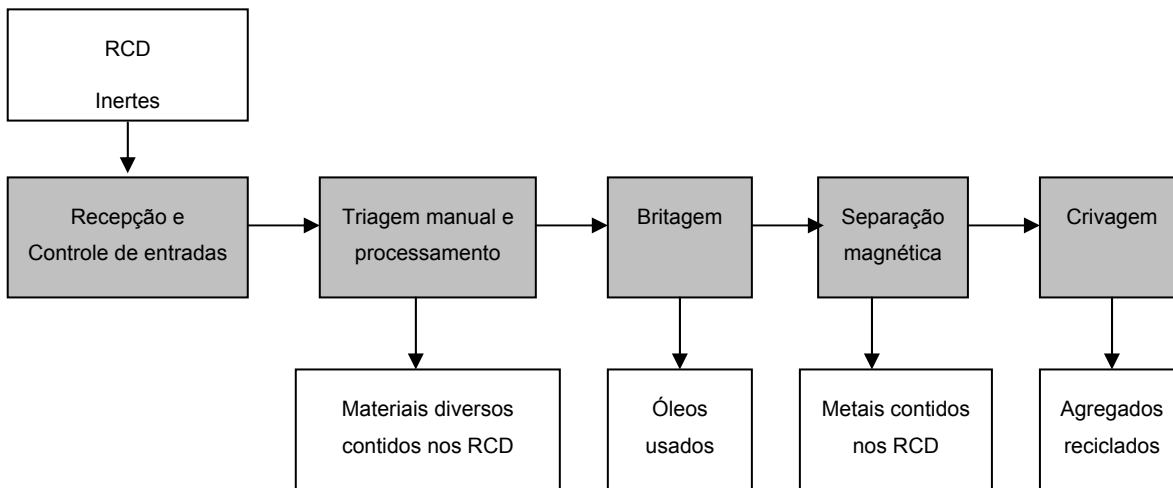 RCD
Inertes
Recepção e
Controle de entradas
Triagem manual e
processamento
Britagem
Separação
magnética
Crivagem
Materiais diversos
contidos nos RCD
Óleos
usados
Metais contidos
nos RCD
Agregados
reciclados